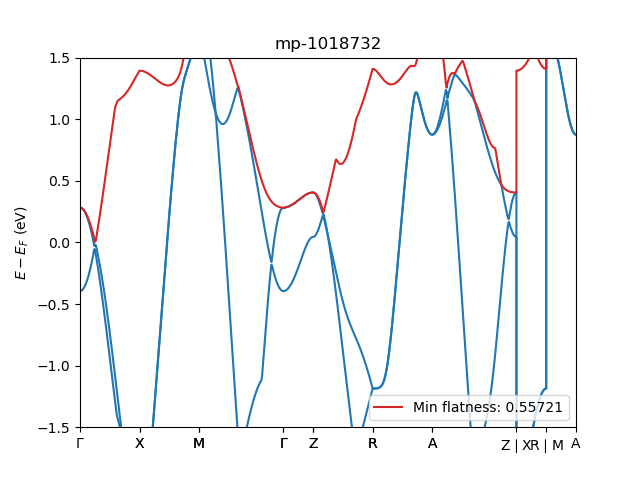 mp-1018732
E − E_F (eV)
1.5
1.0
0.5
0.0
−0.5
−1.0
−1.5
Min flatness: 0.55721
Γ X M Γ Z R A Z | XR | M A